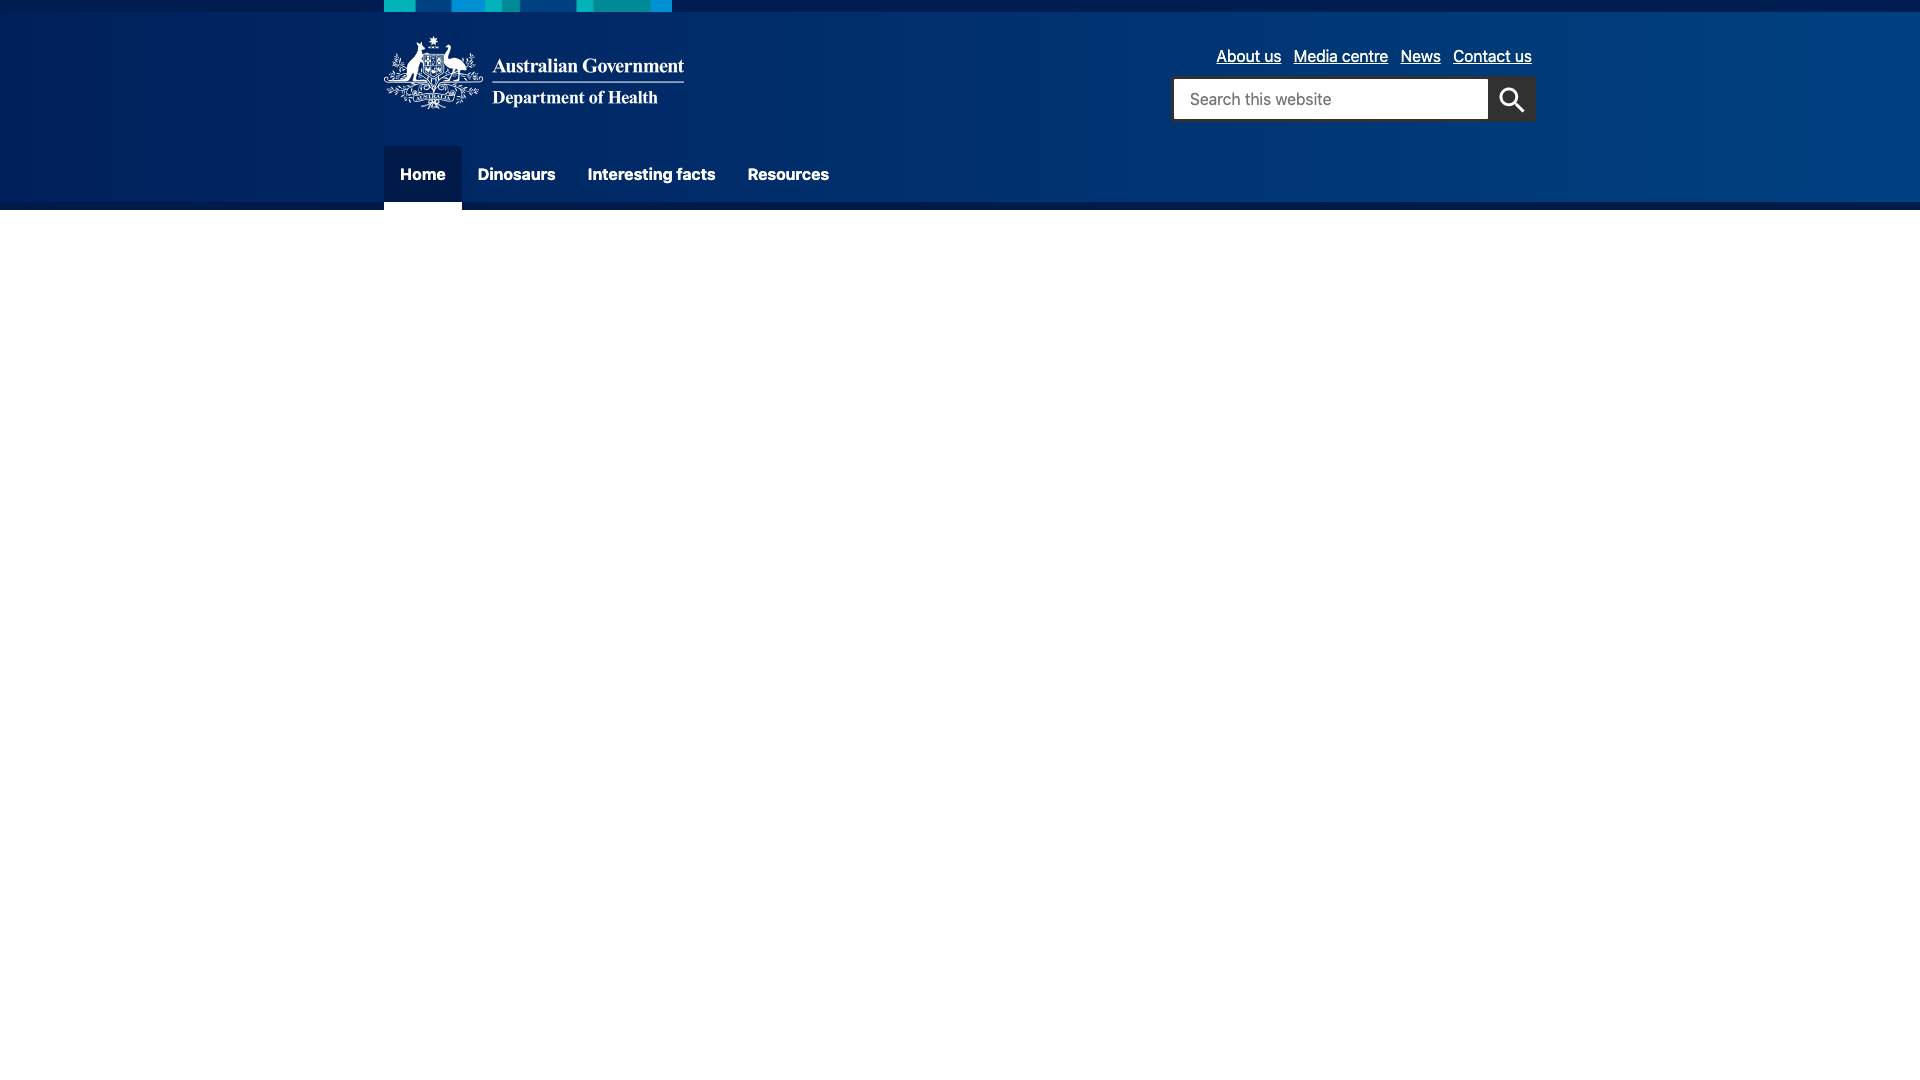 Australian Government
Department of Health
About us Media centre News Contact us
Search this website
Home Dinosaurs Interesting facts Resources